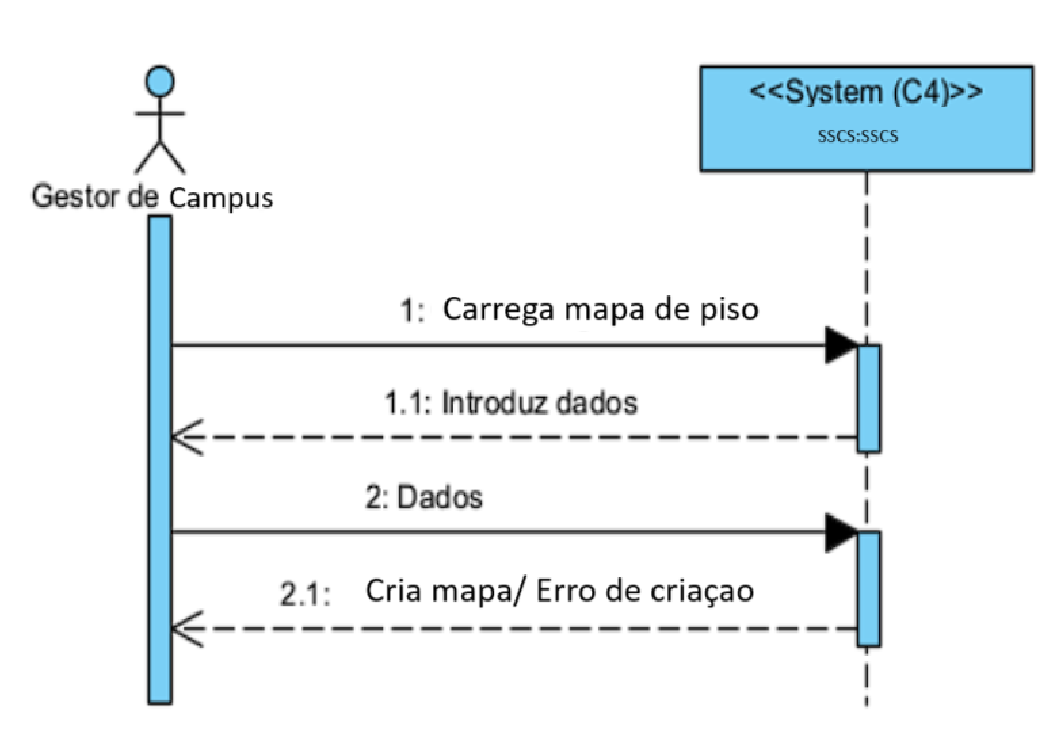 <<System (C4)>>
SSCS:SSCS
Gestor de Campus
1: Carrega mapa de piso
1.1: Introduz dados
2: Dados
2.1: Cria mapa/ Erro de criaçao